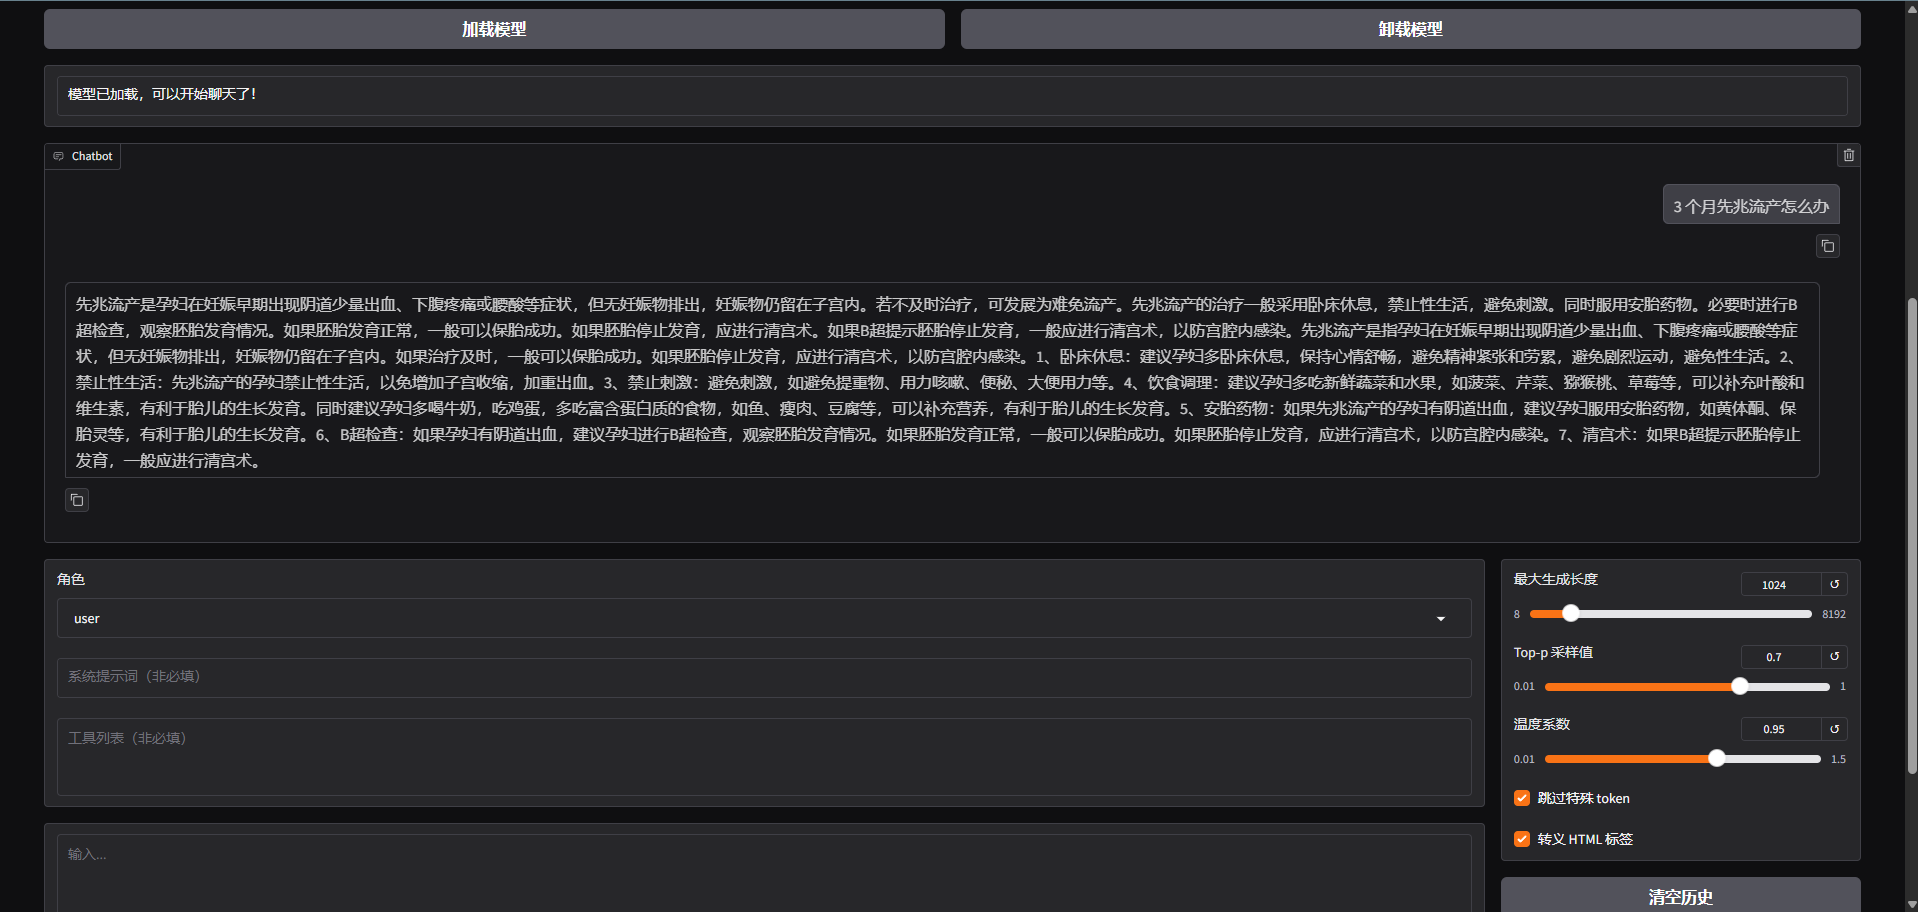 加载模型
卸载模型
模型已加载，可以开始聊天了！
Chatbot
3 个月先兆流产怎么办
先兆流产是孕妇在妊娠早期出现阴道少量出血、下腹疼痛或腰酸等症状，但无妊娠物排出，妊娠物仍留在子宫内。若不及时治疗，可发展为难免流产。先兆流产的治疗一般采用卧床休息，禁止性生活，避免刺激。同时服用安胎药物。必要时进行B
超检查，观察胚胎发育情况。如果胚胎发育正常，一般可以保胎成功。如果胚胎停止发育，应进行清宫术。如果B超提示胚胎停止发育，一般应进行清宫术，以防宫腔内感染。先兆流产是指孕妇在妊娠早期出现阴道少量出血、下腹疼痛或腰酸等症
状，但无妊娠物排出，妊娠物仍留在子宫内。如果治疗及时，一般可以保胎成功。如果胚胎停止发育，应进行清宫术，以防宫腔内感染。1、卧床休息：建议孕妇多卧床休息，保持心情舒畅，避免精神紧张和劳累，避免剧烈运动，避免性生活。2、
禁止性生活：先兆流产的孕妇禁止性生活，以免增加子宫收缩，加重出血。3、禁止刺激：避免刺激，如避免提重物、用力咳嗽、便秘、大便用力等。4、饮食调理：建议孕妇多吃新鲜蔬菜和水果，如菠菜、芹菜、猕猴桃、草莓等，可以补充叶酸和
维生素，有利于胎儿的生长发育。同时建议孕妇多喝牛奶，吃鸡蛋，多吃富含蛋白质的食物，如鱼、瘦肉、豆腐等，可以补充营养，有利于胎儿的生长发育。5、安胎药物：如果先兆流产的孕妇有阴道出血，建议孕妇服用安胎药物，如黄体酮、保
胎灵等，有利于胎儿的生长发育。6、B超检查：如果孕妇有阴道出血，建议孕妇进行B超检查，观察胚胎发育情况。如果胚胎发育正常，一般可以保胎成功。如果胚胎停止发育，应进行清宫术，以防宫腔内感染。7、清宫术：如果B超提示胚胎停止
发育，一般应进行清宫术。
角色
user
系统提示词（非必填）
工具列表（非必填）
输入...
最大生成长度
1024
8
8192
Top-p 采样值
0.7
0.01
1
温度系数
0.95
0.01
1.5
跳过特殊 token
转义 HTML 标签
清空历史